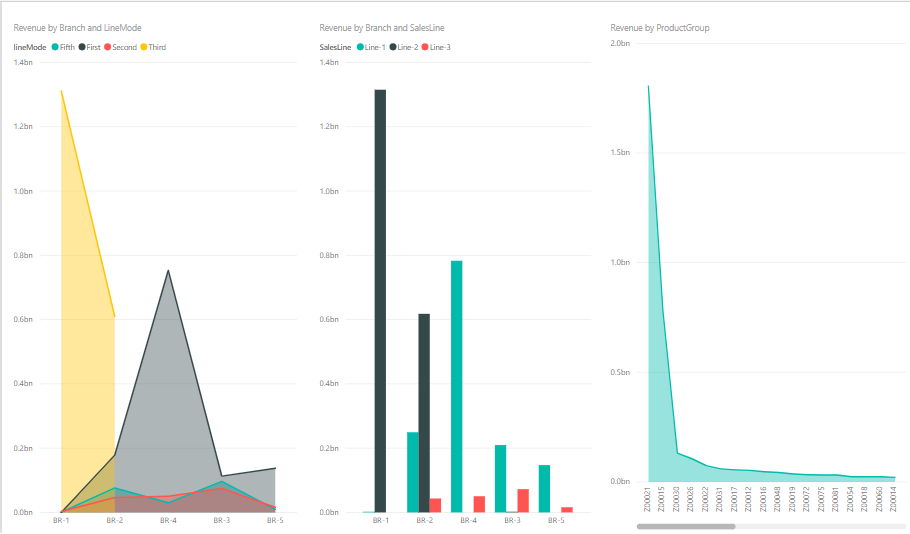 Revenue by Branch and LineMode
lineMode Fifth First Second Third
1.4bn
1.2bn
1.0bn
0.8bn
0.6bn
0.4bn
0.2bn
0.0bn
BR-1 BR-2 BR-4 BR-3 BR-5
Revenue by Branch and SalesLine
SalesLine Line-1 Line-2 Line-3
1.4bn
1.2bn
1.0bn
0.8bn
0.6bn
0.4bn
0.2bn
0.0bn
BR-1 BR-2 BR-4 BR-3 BR-5
Revenue by ProductGroup
2.0bn
1.5bn
1.0bn
0.5bn
0.0bn
Z00021
Z00015
Z00020
Z00026
Z00022
Z00031
Z00017
Z00012
Z00016
Z00048
Z00019
Z00072
Z00075
Z00081
Z00054
Z00018
Z00060
Z00014